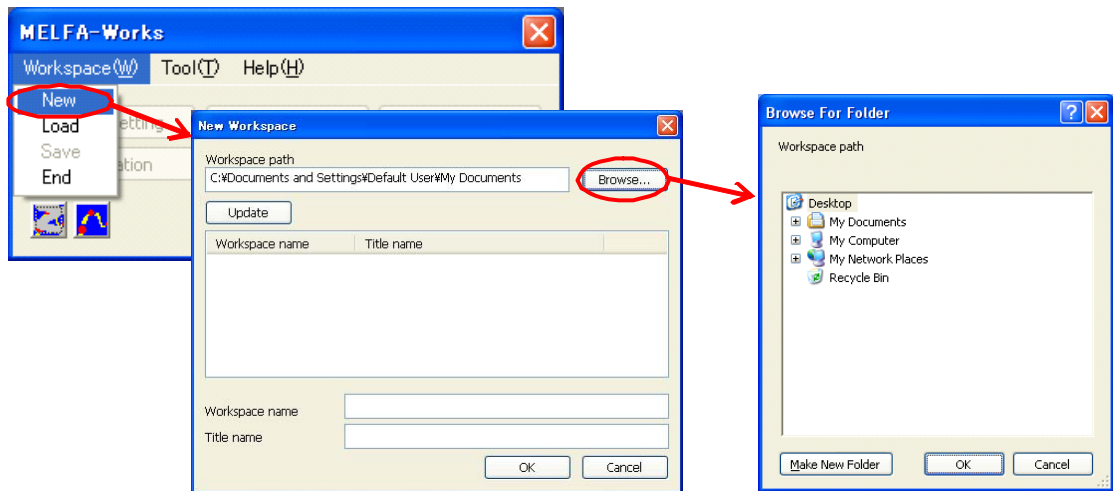 MELFA-Works
Workspace(W) Tool(T) Help(H)
New
Load
Save
End
etting
ation
New Workspace
Workspace path
C:¥Documents and Settings¥Default User¥My Documents
Browse...
Update
Workspace name Title name
Workspace name
Title name
OK Cancel
Browse For Folder
Workspace path
Desktop
My Documents
My Computer
My Network Places
Recycle Bin
Make New Folder OK Cancel